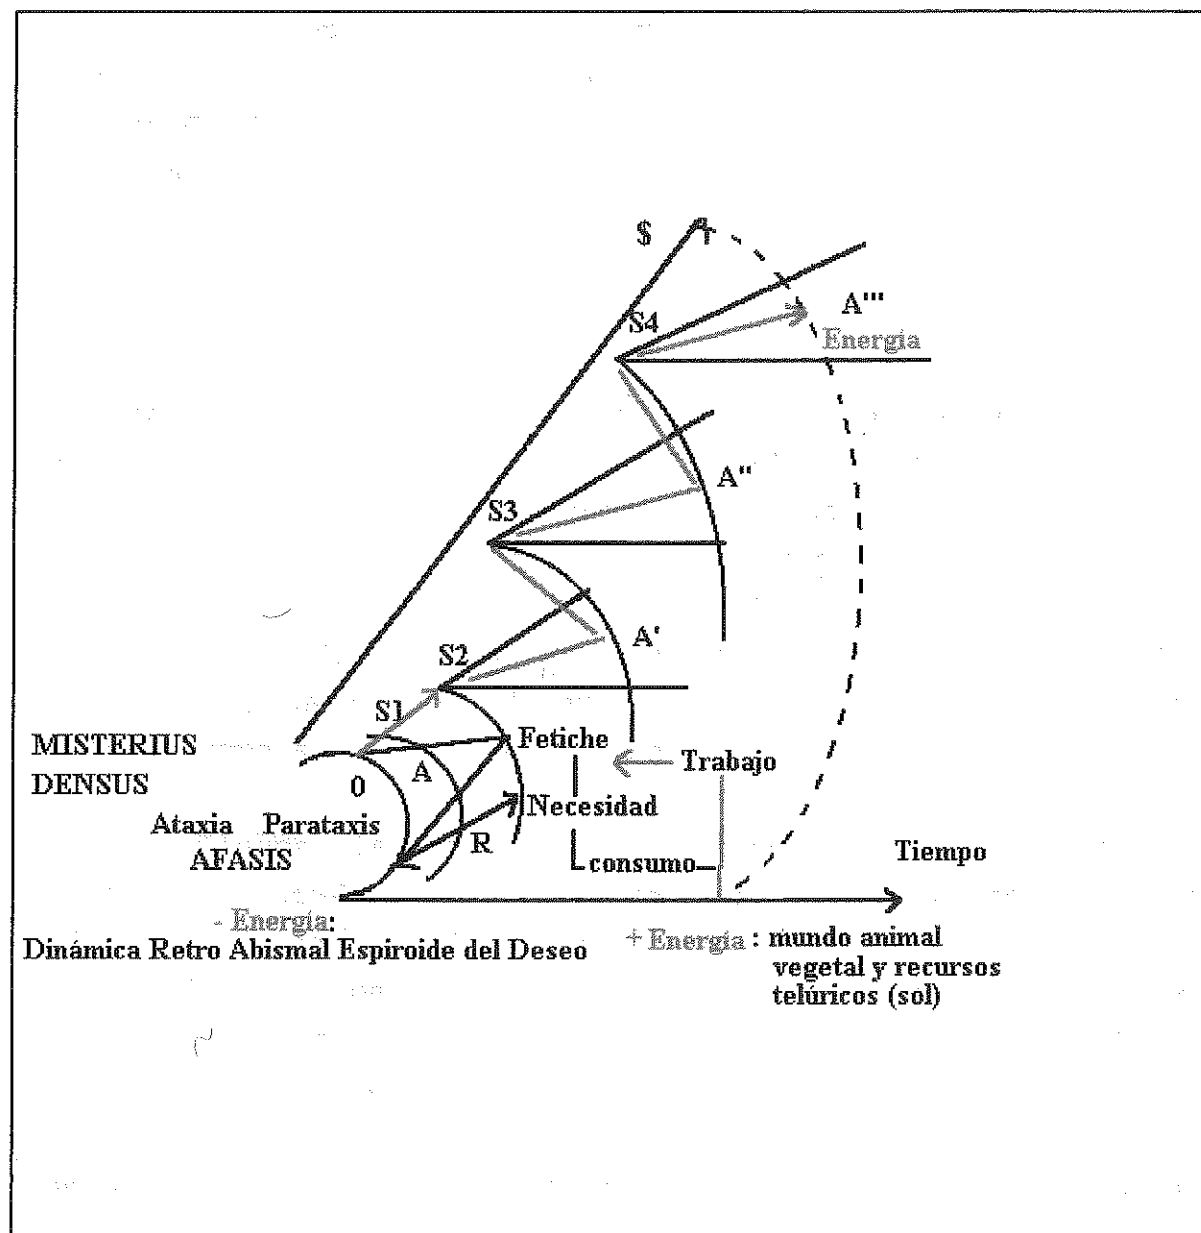 $
A'''
S4
Energía
A"
S3
A'
S2
S1
MISTERIUS
DENSUS
Fetiche
Trabajo
A
0
Necesidad
Ataxia Parataxis
R
AFASIS
consumo
Tiempo
- Energía:
Dinámica Retro Abismal Espiroide del Deseo
+ Energía : mundo animal
vegetal y recursos
telúricos (sol)